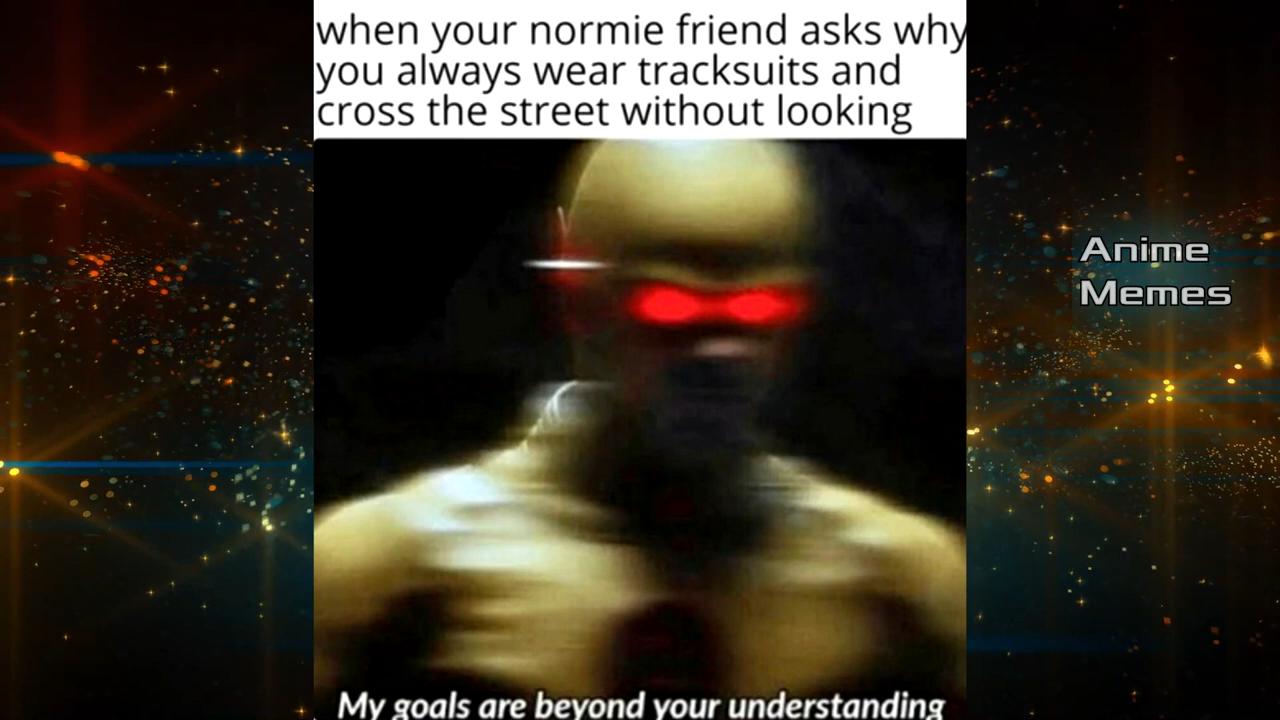 when your normie friend asks why
you always wear tracksuits and
cross the street without looking
Anime
Memes
My goals are beyond your understanding